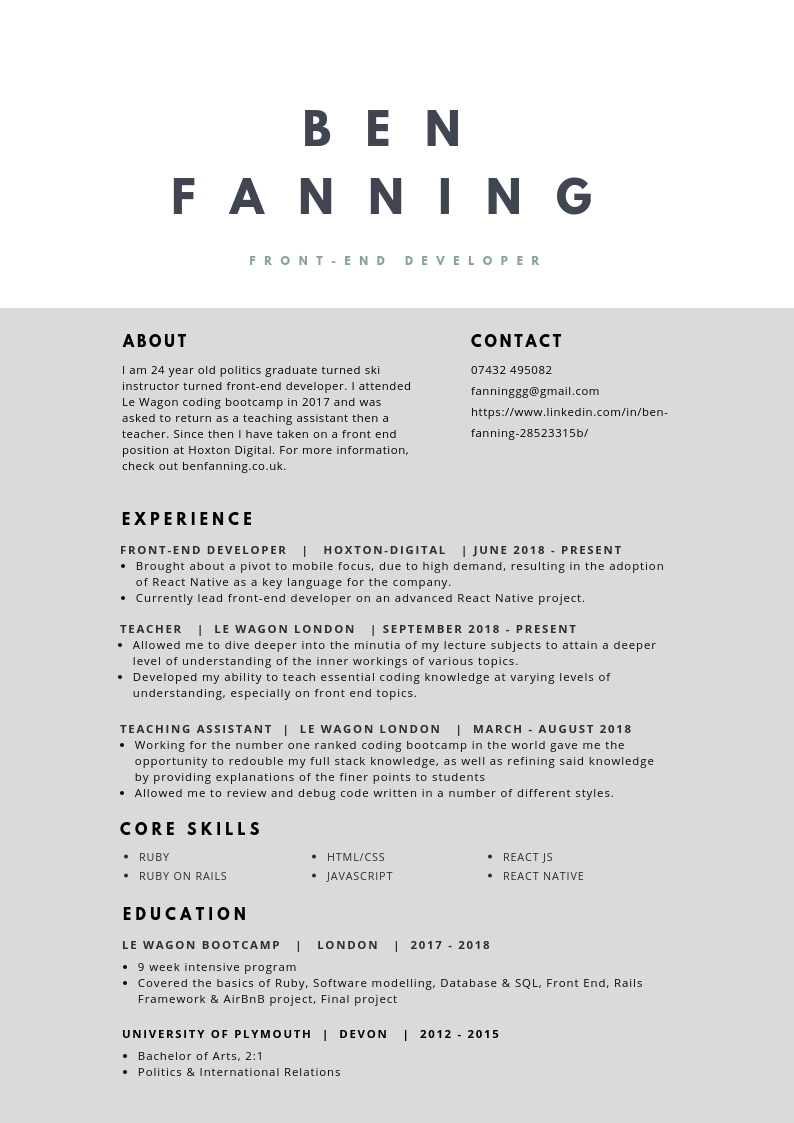 BEN
FANNING
FRONT-END DEVELOPER
ABOUT
I am 24 year old politics graduate turned ski
instructor turned front-end developer. I attended
Le Wagon coding bootcamp in 2017 and was
asked to return as a teaching assistant then a
teacher. Since then I have taken on a front end
position at Hoxton Digital. For more information,
check out benfanning.co.uk.
CONTACT
07432 495082
fanninggg@gmail.com
https://www.linkedin.com/in/ben-
fanning-28523315b/
EXPERIENCE
FRONT-END DEVELOPER | HOXTON-DIGITAL | JUNE 2018 - PRESENT
• Brought about a pivot to mobile focus, due to high demand, resulting in the adoption
of React Native as a key language for the company.
• Currently lead front-end developer on an advanced React Native project.
TEACHER | LE WAGON LONDON | SEPTEMBER 2018 - PRESENT
• Allowed me to dive deeper into the minutia of my lecture subjects to attain a deeper
level of understanding of the inner workings of various topics.
• Developed my ability to teach essential coding knowledge at varying levels of
understanding, especially on front end topics.
TEACHING ASSISTANT | LE WAGON LONDON | MARCH - AUGUST 2018
• Working for the number one ranked coding bootcamp in the world gave me the
opportunity to redouble my full stack knowledge, as well as refining said knowledge
by providing explanations of the finer points to students
• Allowed me to review and debug code written in a number of different styles.
CORE SKILLS
• RUBY
• RUBY ON RAILS
• HTML/CSS
• JAVASCRIPT
• REACT JS
• REACT NATIVE
EDUCATION
LE WAGON BOOTCAMP | LONDON | 2017 - 2018
• 9 week intensive program
• Covered the basics of Ruby, Software modelling, Database & SQL, Front End, Rails
Framework & AirBnB project, Final project
UNIVERSITY OF PLYMOUTH | DEVON | 2012 - 2015
• Bachelor of Arts, 2:1
• Politics & International Relations